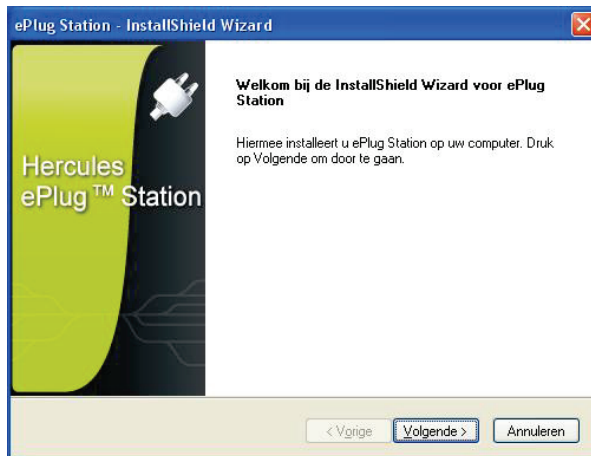 ePlug Station - InstallShield Wizard
Hercules
ePlug™ Station
Welkom bij de InstallShield Wizard voor ePlug
Station
Hiermee installeert u ePlug Station op uw computer. Druk
op Volgende om door te gaan.
< Vorige
Volgende >
Annuleren